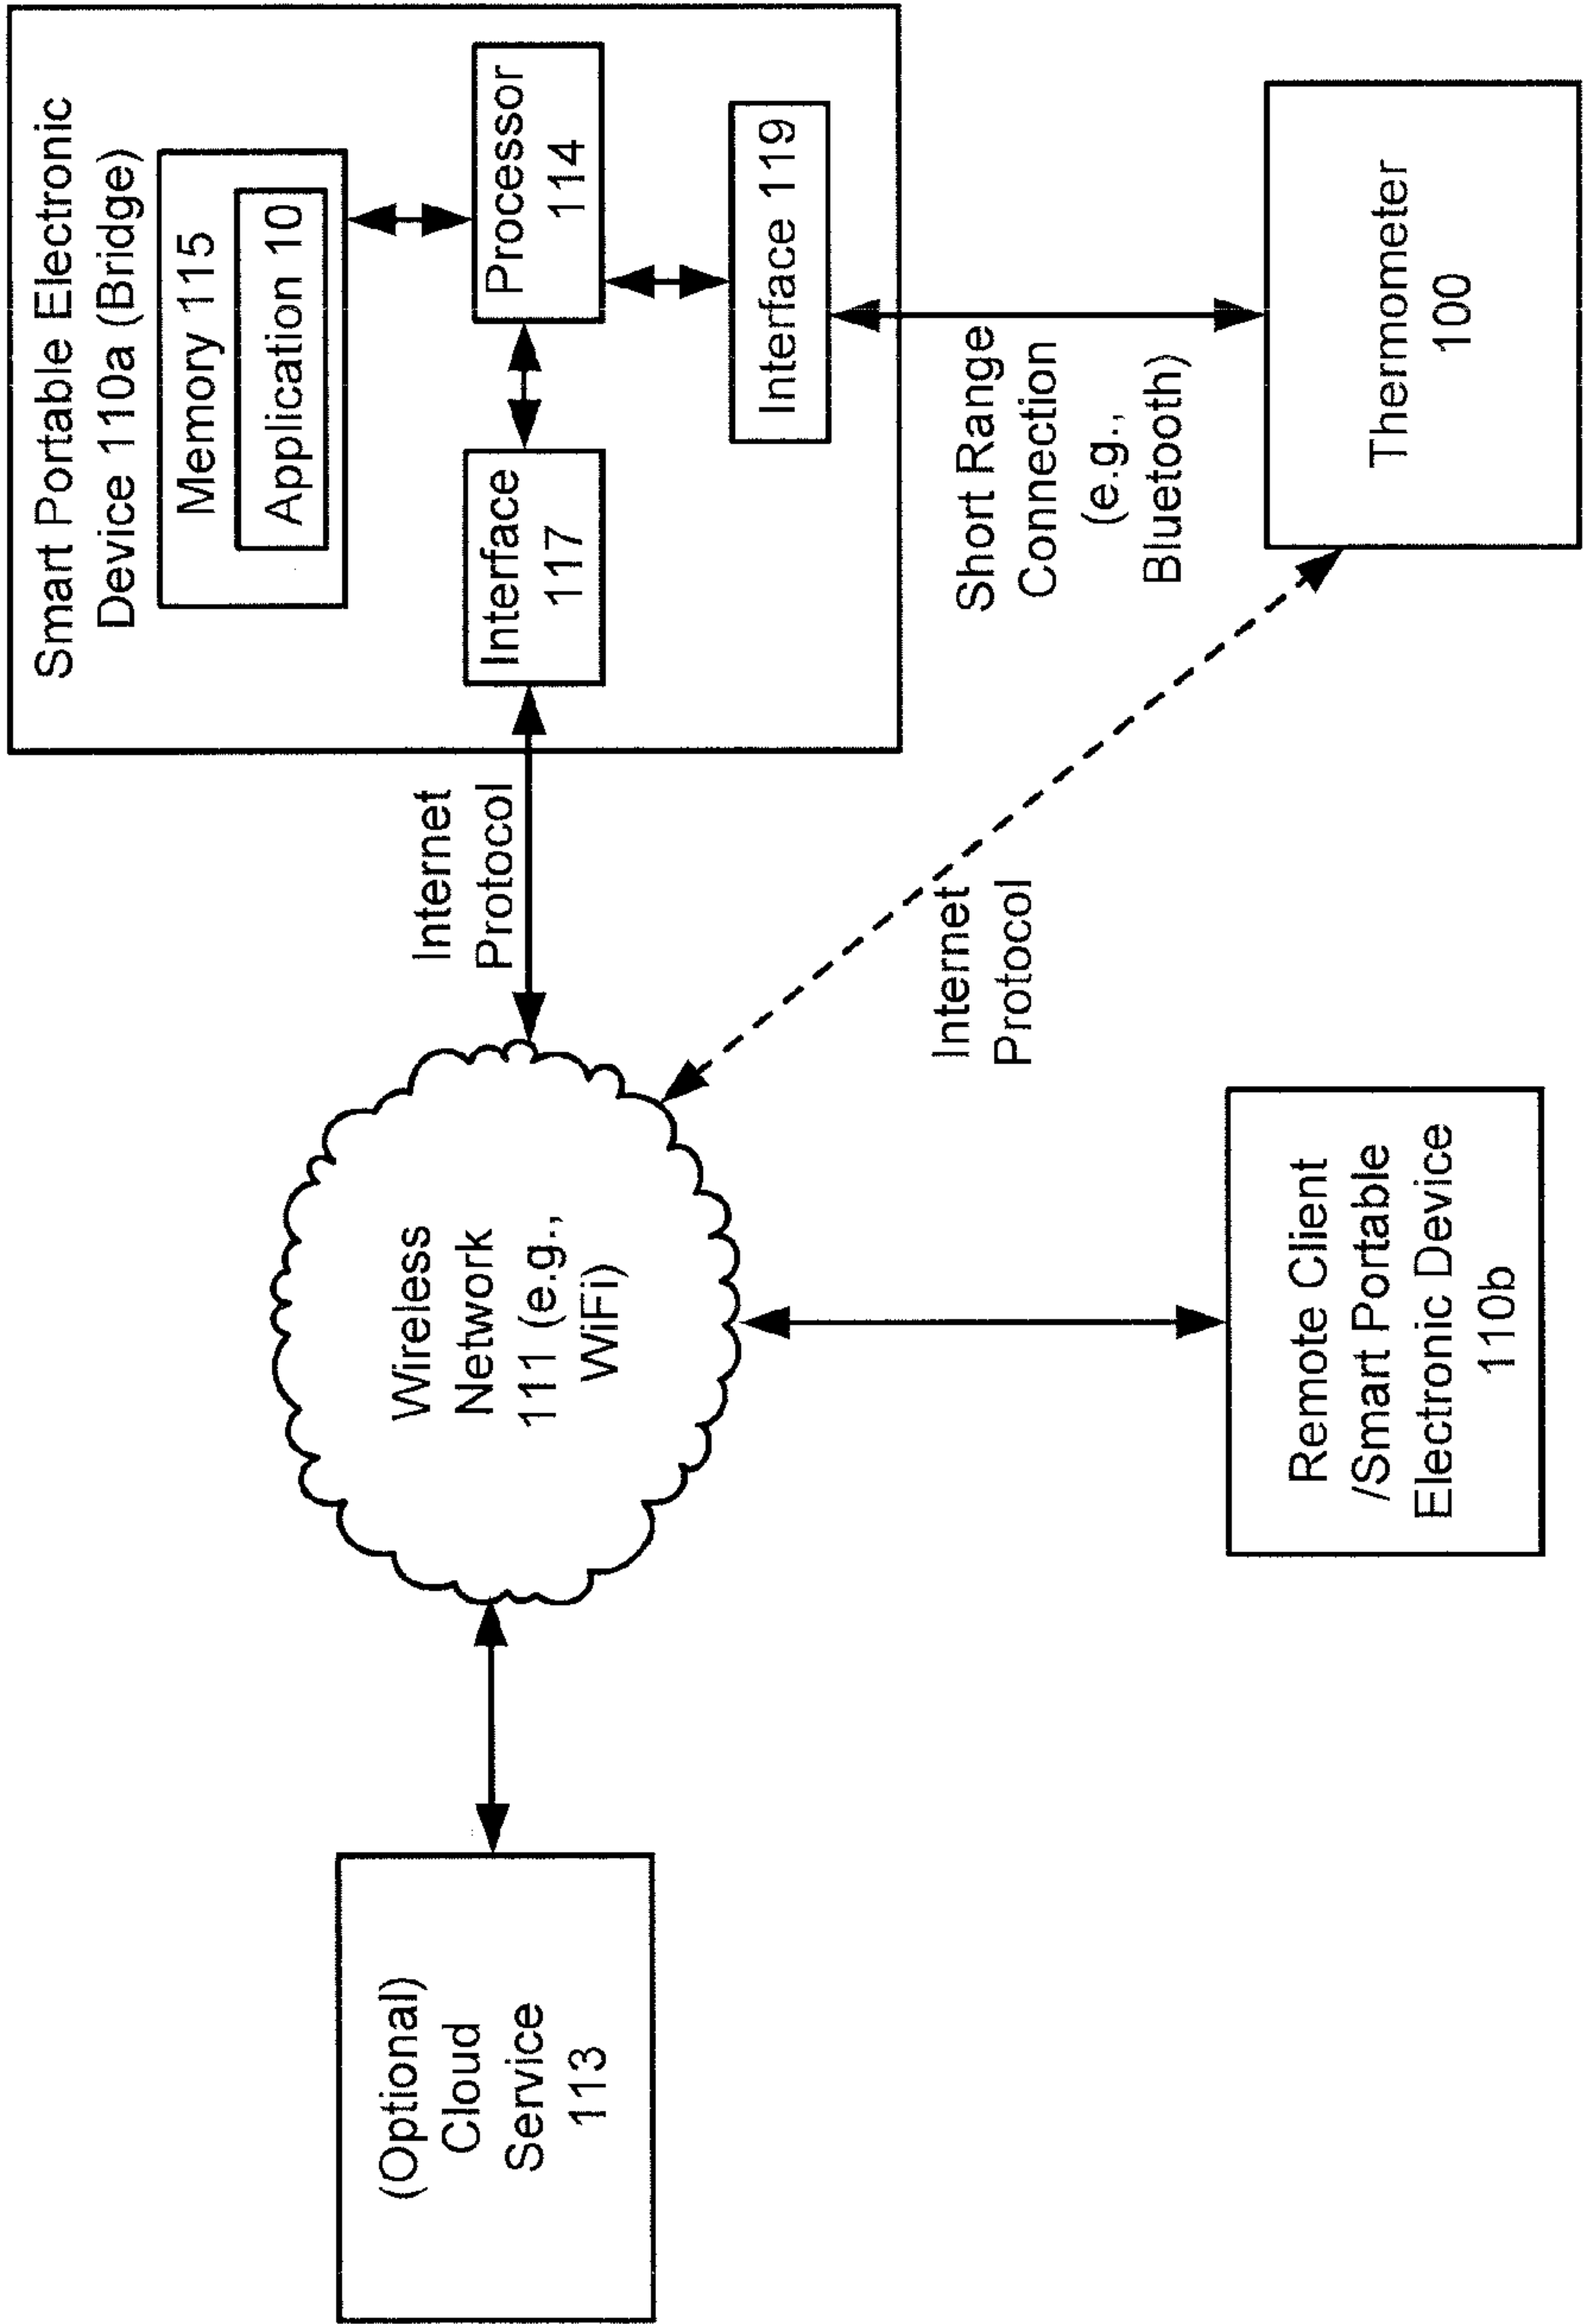 (Optional)
Cloud
Service
113
Wireless
Network
111 (e.g.,
WiFi)
Internet
Protocol
Smart Portable Electronic
Device 110a (Bridge)
Memory 115
Application 10
Processor
114
Interface
117
Interface 119
Short Range
Connection
(e.g.,
Bluetooth)
Internet
Protocol
Remote Client
/Smart Portable
Electronic Device
110b
Thermometer
100